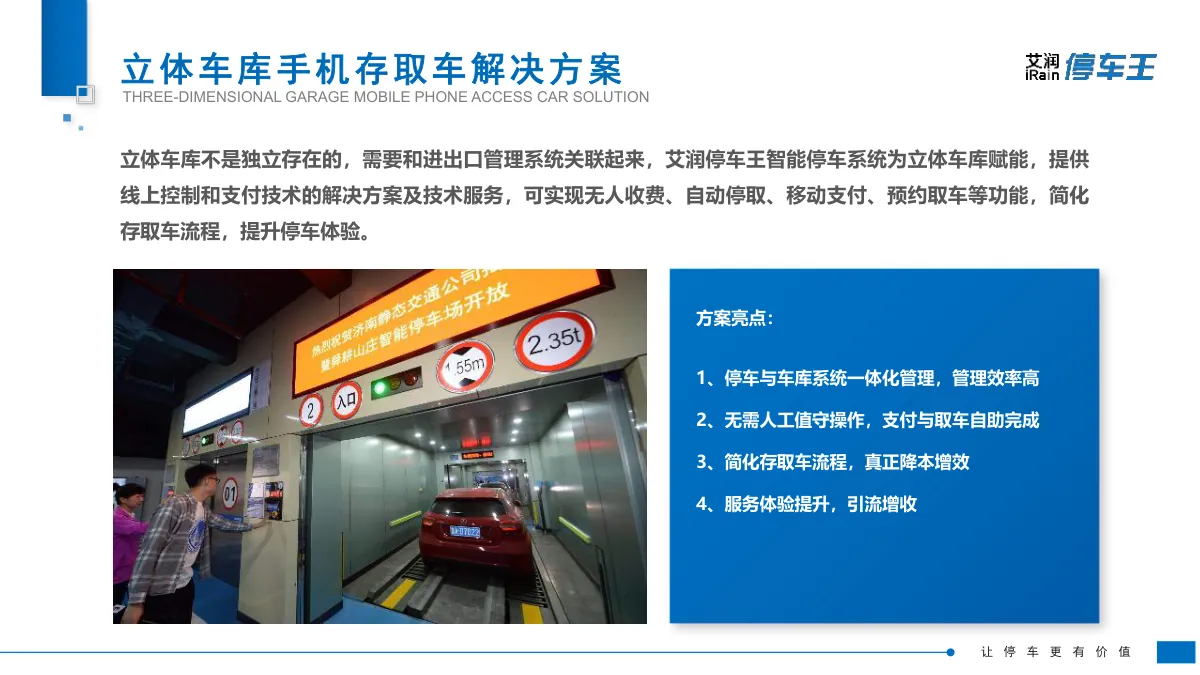 立体车库手机存取车解决方案
THREE-DIMENSIONAL GARAGE MOBILE PHONE ACCESS CAR SOLUTION
艾润
iRain
停车王
立体车库不是独立存在的，需要和进出口管理系统关联起来，艾润停车王智能停车系统为立体车库赋能，提供
线上控制和支付技术的解决方案及技术服务，可实现无人收费、自动停取、移动支付、预约取车等功能，简化
存取车流程，提升停车体验。
热烈祝贺济南静态交通公司
暨舜耕山庄智能停车场开放
2
入口
1.55m
2.35t
01
方案亮点：
1、停车与车库系统一体化管理，管理效率高
2、无需人工值守操作，支付与取车自助完成
3、简化存取车流程，真正降本增效
4、服务体验提升，引流增收
让停车更有价值